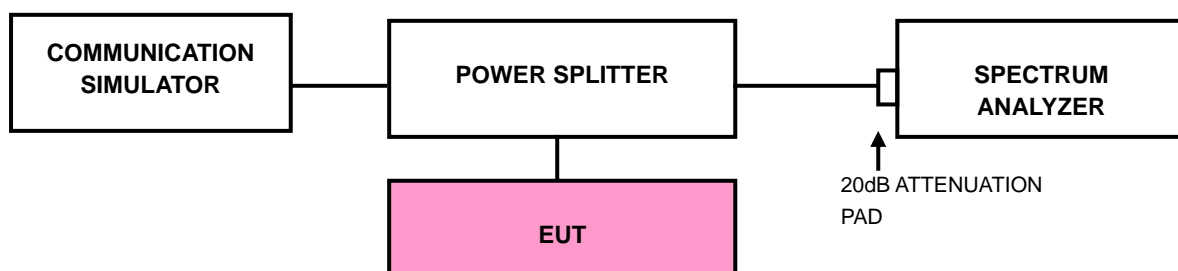 COMMUNICATION
SIMULATOR
POWER SPLITTER
SPECTRUM
ANALYZER
20dB ATTENUATION
PAD
EUT